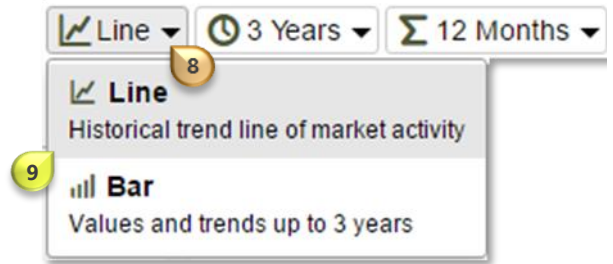 Line 3 Years Σ 12 Months
8
Line
Historical trend line of market activity
9
Bar
Values and trends up to 3 years